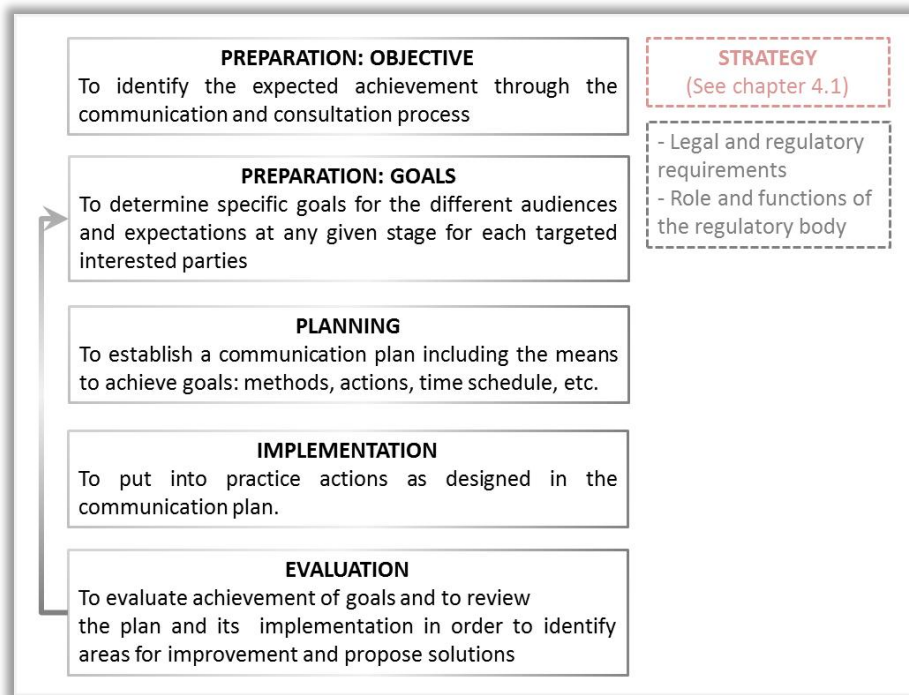 PREPARATION: OBJECTIVE
To identify the expected achievement through the
communication and consultation process
STRATEGY
(See chapter 4.1)
- Legal and regulatory
requirements
- Role and functions of
the regulatory body
PREPARATION: GOALS
To determine specific goals for the different audiences
and expectations at any given stage for each targeted
interested parties
PLANNING
To establish a communication plan including the means
to achieve goals: methods, actions, time schedule, etc.
IMPLEMENTATION
To put into practice actions as designed in the
communication plan.
EVALUATION
To evaluate achievement of goals and to review
the plan and its implementation in order to identify
areas for improvement and propose solutions